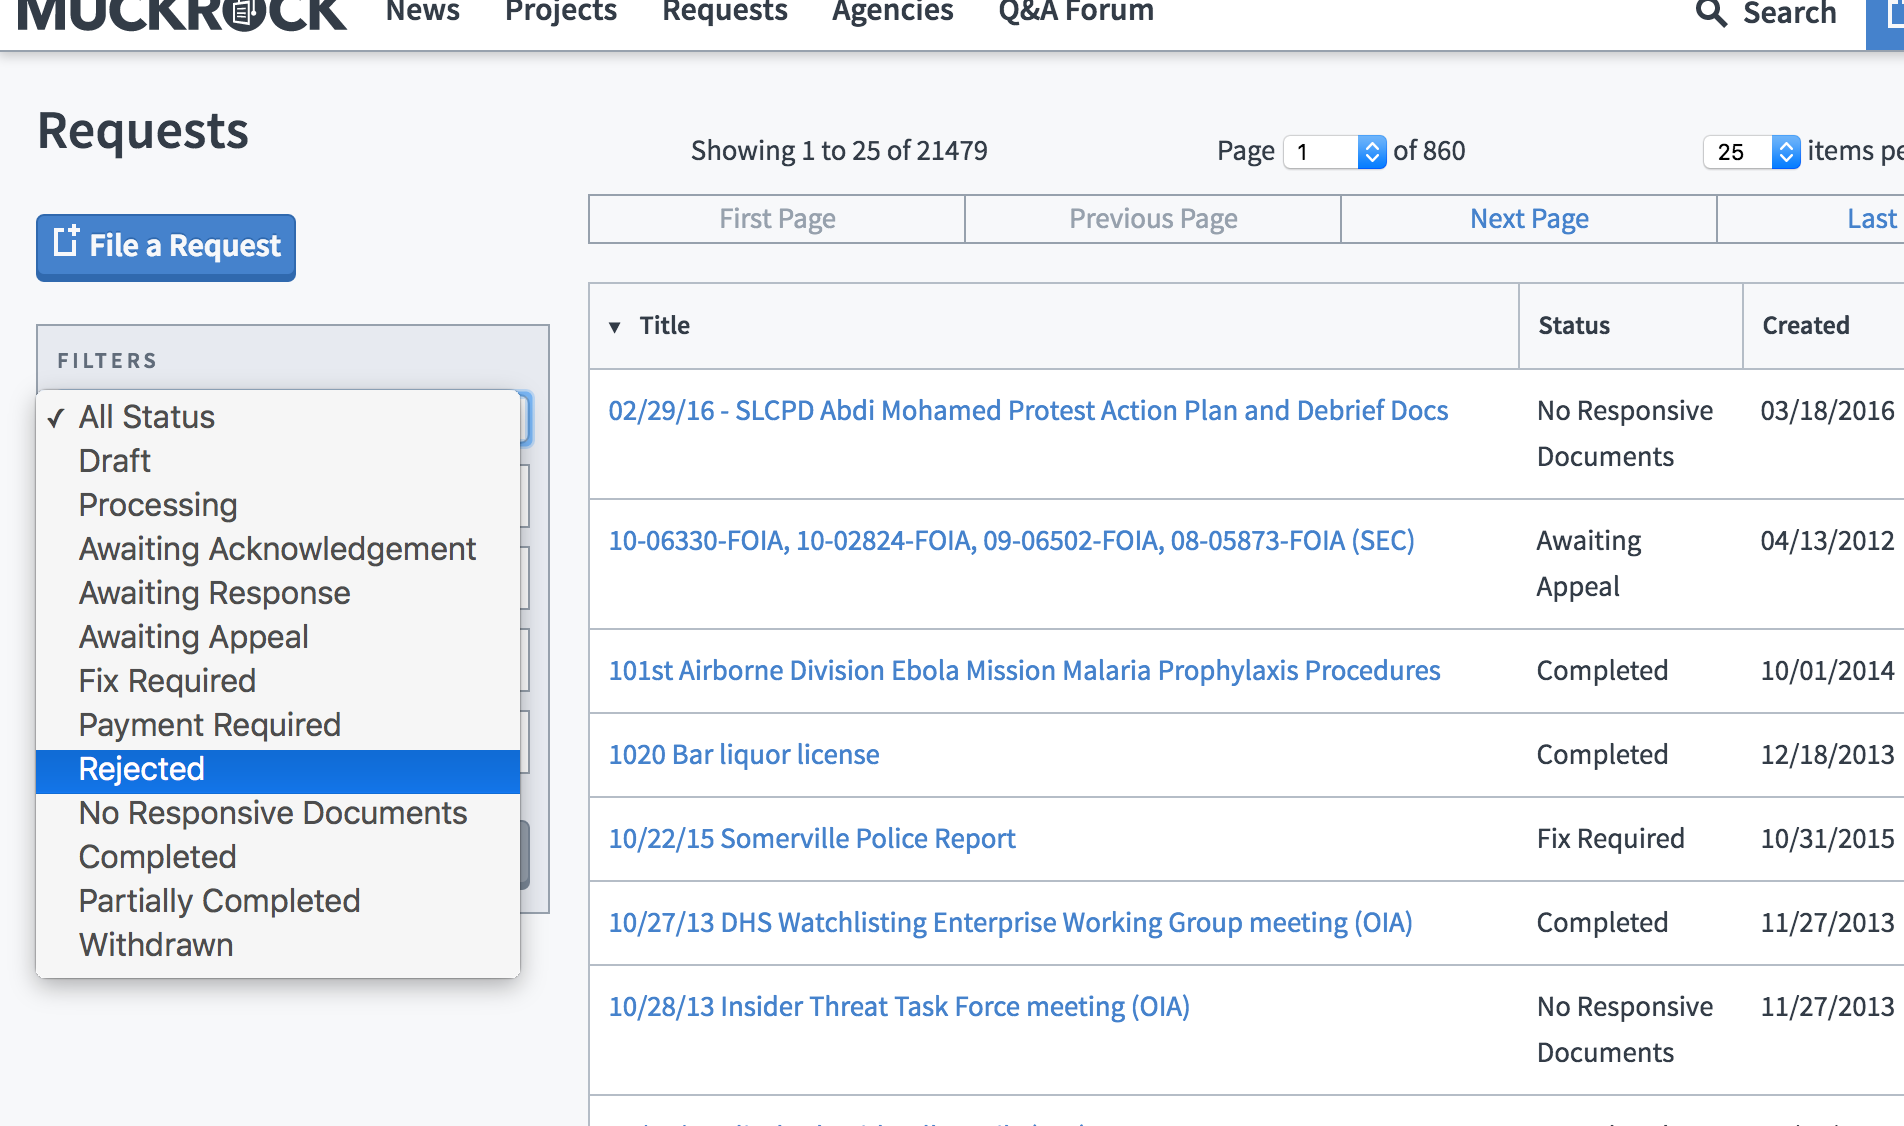 MUCKROCK News Projects Requests Agencies Q&A Forum Search
Requests
Showing 1 to 25 of 21479 Page 1 of 860 25 items
File a Request
First Page Previous Page Next Page Last
FILTERS
✓ All Status
Draft
Processing
Awaiting Acknowledgement
Awaiting Response
Awaiting Appeal
Fix Required
Payment Required
Rejected
No Responsive Documents
Completed
Partially Completed
Withdrawn
▼ Title Status Created
02/29/16 - SLCPD Abdi Mohamed Protest Action Plan and Debrief Docs No Responsive 03/18/2016
Documents
10-06330-FOIA, 10-02824-FOIA, 09-06502-FOIA, 08-05873-FOIA (SEC) Awaiting 04/13/2012
Appeal
101st Airborne Division Ebola Mission Malaria Prophylaxis Procedures Completed 10/01/2014
1020 Bar liquor license Completed 12/18/2013
10/22/15 Somerville Police Report Fix Required 10/31/2015
10/27/13 DHS Watchlisting Enterprise Working Group meeting (OIA) Completed 11/27/2013
10/28/13 Insider Threat Task Force meeting (OIA) No Responsive 11/27/2013
Documents